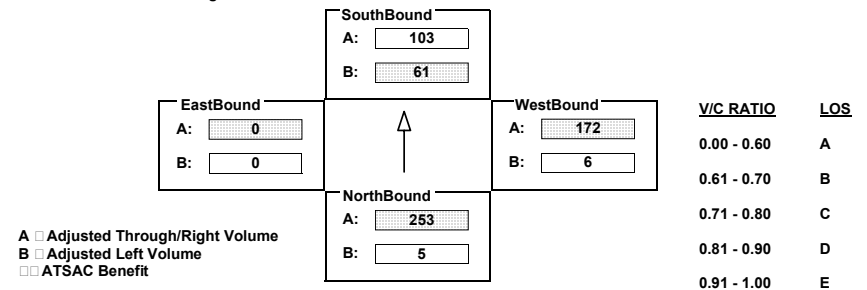 SouthBound
A: 103
B: 61
EastBound
A: 0
B: 0
WestBound
A: 172
B: 6
NorthBound
A: 253
B: 5
A □ Adjusted Through/Right Volume
B □ Adjusted Left Volume
□□ ATSAC Benefit
V/C RATIO LOS
0.00 - 0.60 A
0.61 - 0.70 B
0.71 - 0.80 C
0.81 - 0.90 D
0.91 - 1.00 E